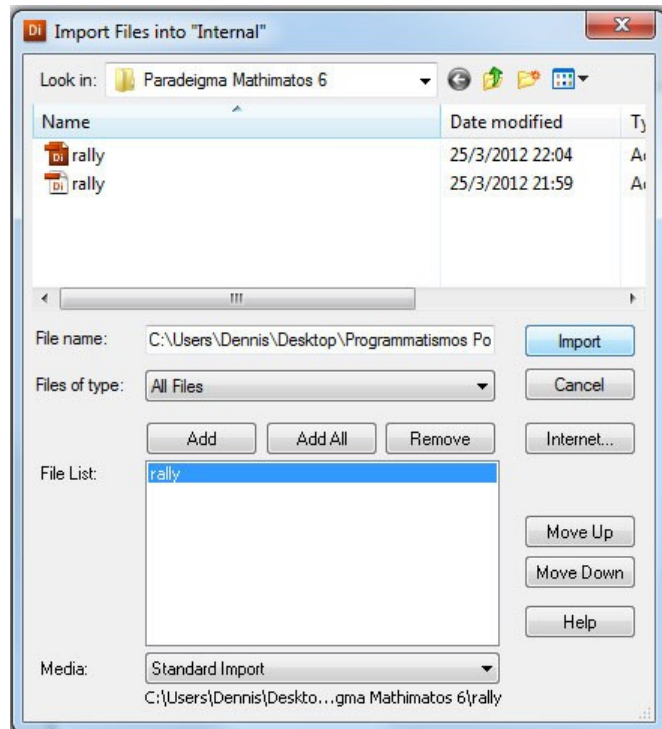 Di Import Files into "Internal"
Look in: Paradeigma Mathimatos 6
Name Date modified Ty
Di rally 25/3/2012 22:04 A
Di rally 25/3/2012 21:59 A
File name: C:\Users\Dennis\Desktop\Programmatismos Po Import
Files of type: All Files Cancel
Add Add All Remove Internet...
File List: rally
Move Up
Move Down
Help
Media: Standard Import
C:\Users\Dennis\Deskto...gma Mathimatos 6\rally